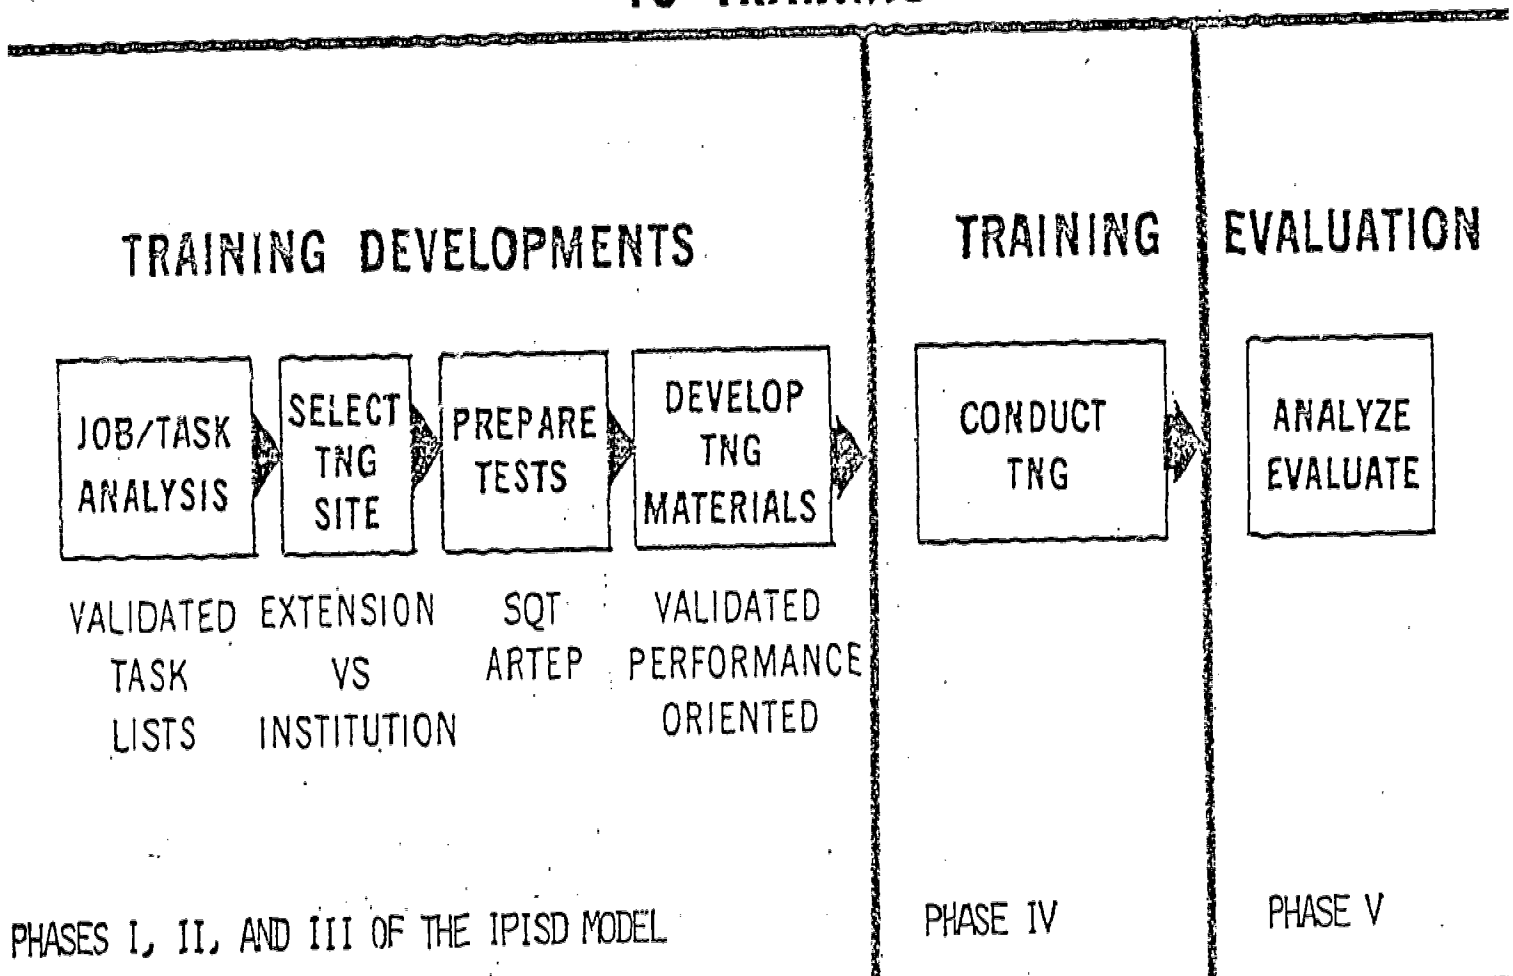 TRAINING DEVELOPMENTS
TRAINING
EVALUATION
JOB/TASK
ANALYSIS
SELECT
TNG
SITE
PREPARE
TESTS
DEVELOP
TNG
MATERIALS
CONDUCT
TNG
ANALYZE
EVALUATE
VALIDATED
TASK
LISTS
EXTENSION
VS
INSTITUTION
SQT
ARTEP
VALIDATED
PERFORMANCE
ORIENTED
PHASES I, II, AND III OF THE IPISD MODEL
PHASE IV
PHASE V